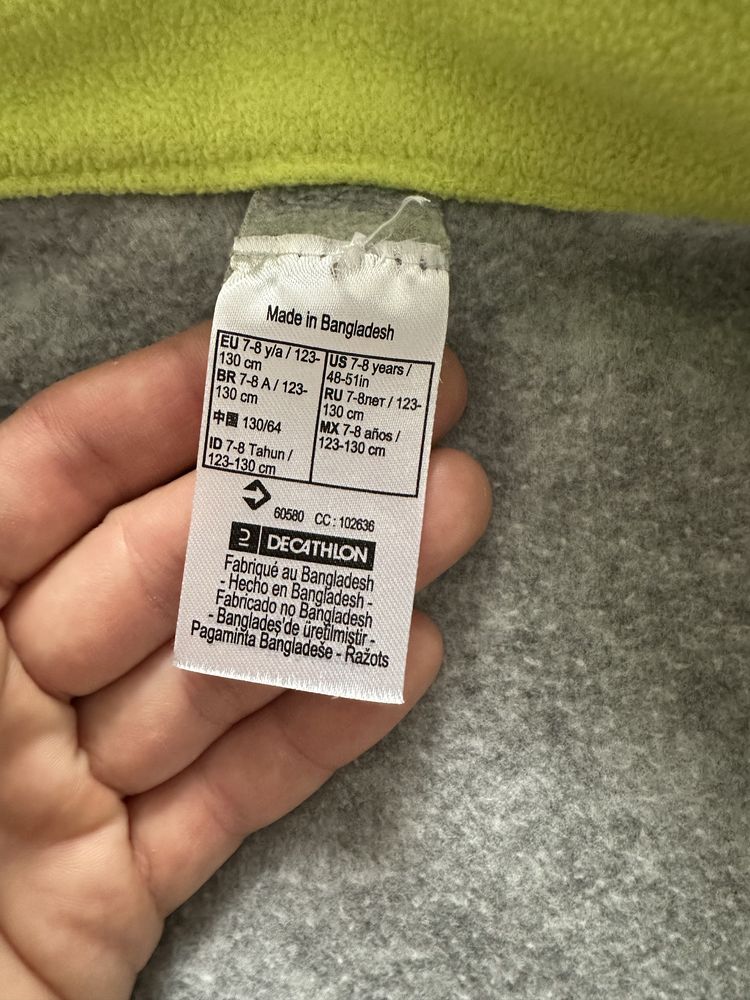 Made in Bangladesh
EU 7-8 y/a / 123-
130 cm
BR 7-8 A / 123-
130 cm
中国 130/64
ID 7-8 Tahun /
123-130 cm
US 7-8 years /
48-51in
RU 7-8лет / 123-
130 cm
MX 7-8 años /
123-130 cm
60580 CC : 102636
DECATHLON
Fabriqué au Bangladesh
- Hecho en Bangladesh -
Fabricado no Bangladesh
- Bangladeş'de üretilmiştir -
Pagaminta Bangladeše - Ražots